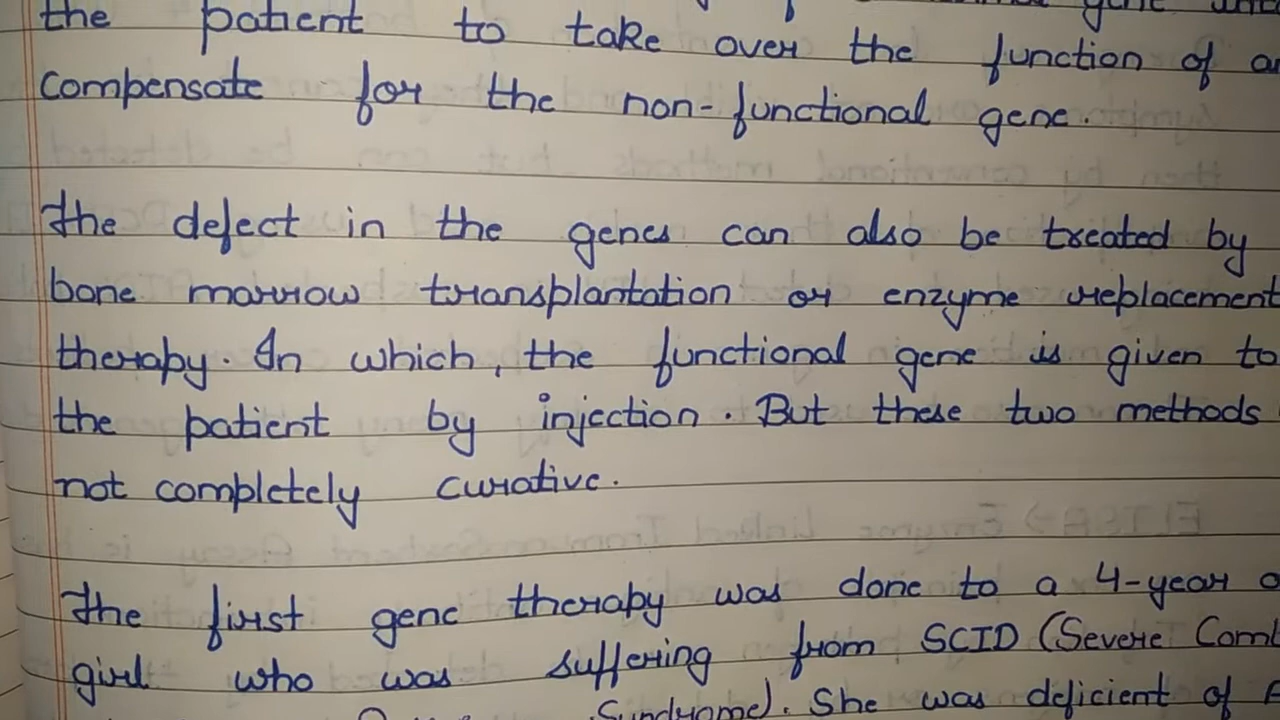 gene
the patient to take over the function of
compensate for the non-functional gene.
The defect in the genes can also be treated by
bone marrow transplantation or enzyme replacement
therapy. In which, the functional gene is given to
the patient by injection. But these two methods
not completely curative.
The first gene therapy was done to a 4-year
girl who was suffering from SCID (Severe Com
Syndrome). She was deficient of